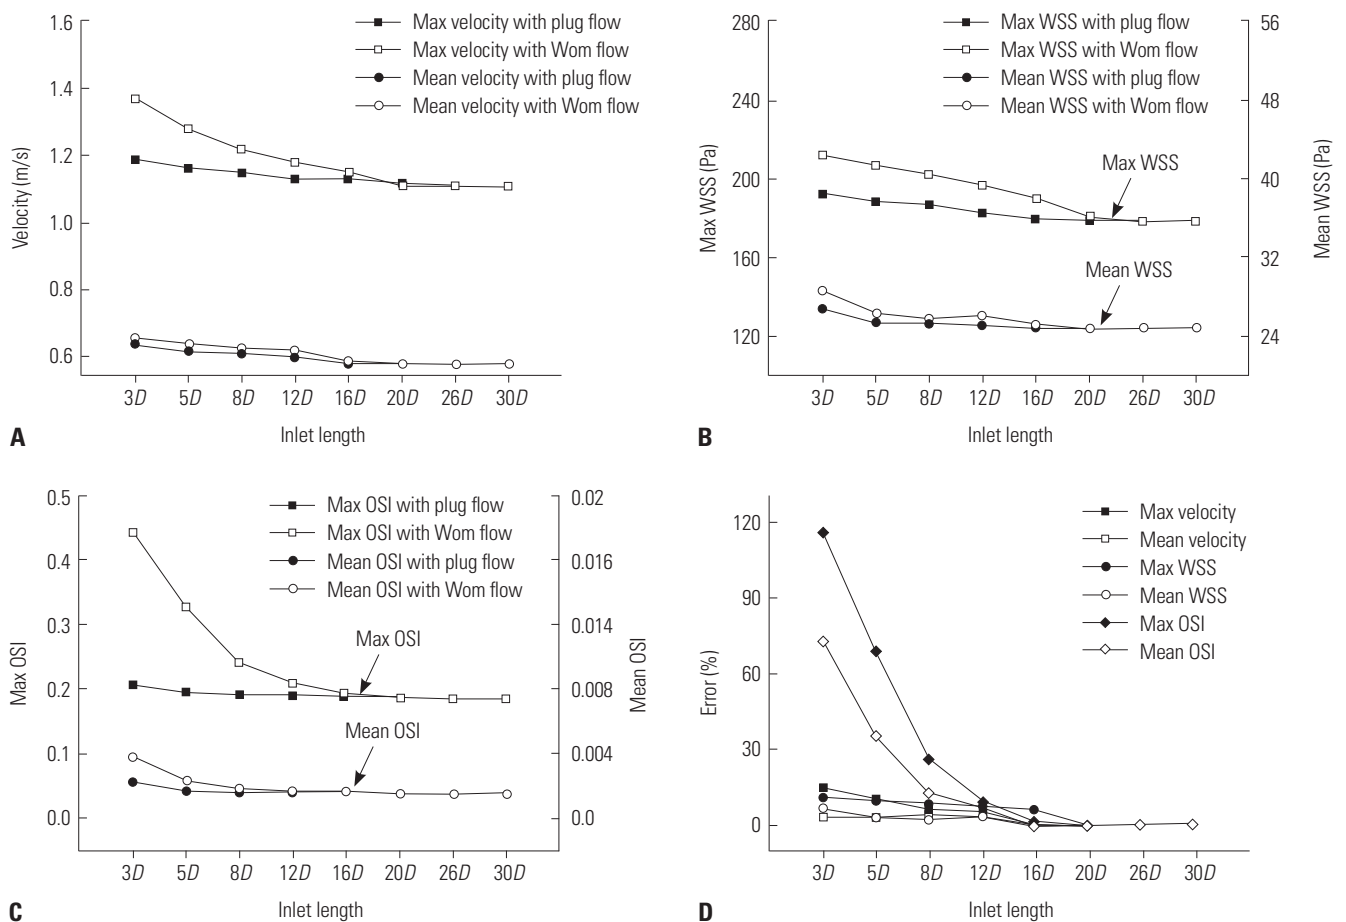 1.6
1.4
1.2
1.0
0.8
0.6
Velocity (m/s)
Max velocity with plug flow
Max velocity with Wom flow
Mean velocity with plug flow
Mean velocity with Wom flow
3D 5D 8D 12D 16D 20D 26D 30D
Inlet length
A
280
240
200
160
120
Max WSS (Pa)
Max WSS with plug flow
Max WSS with Wom flow
Mean WSS with plug flow
Mean WSS with Wom flow
Max WSS
Mean WSS
56
48
40
32
24
Mean WSS (Pa)
3D 5D 8D 12D 16D 20D 26D 30D
Inlet length
B
0.5
0.4
0.3
0.2
0.1
0.0
Max OSI
Max OSI with plug flow
Max OSI with Wom flow
Mean OSI with plug flow
Mean OSI with Wom flow
Max OSI
Mean OSI
0.02
0.016
0.014
0.008
0.004
0.0
Mean OSI
3D 5D 8D 12D 16D 20D 26D 30D
Inlet length
C
120
90
60
30
0
Error (%)
Max velocity
Mean velocity
Max WSS
Mean WSS
Max OSI
Mean OSI
3D 5D 8D 12D 16D 20D 26D 30D
Inlet length
D